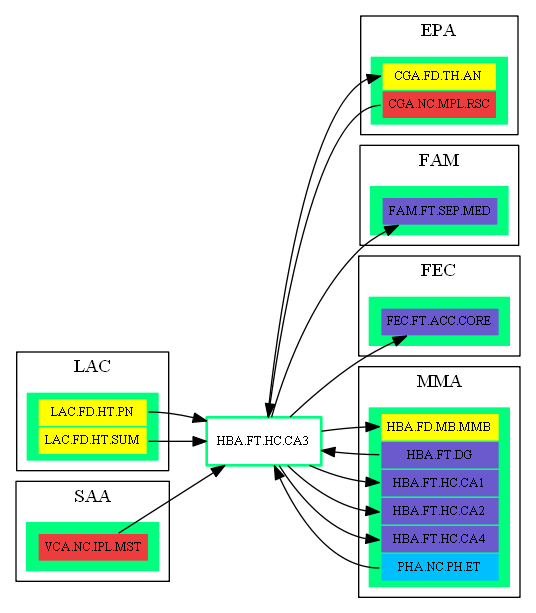 EPA
CGA.FD.TH.AN
CGA.NC.MPL.RSC
FAM
FAM.FT.SEP.MED
FEC
FEC.FT.ACC.CORE
LAC
LAC.FD.HT.PN
LAC.FD.HT.SUM
HBA.FT.HC.CA3
SAA
VCA.NC.IPL.MST
MMA
HBA.FD.MB.MMB
HBA.FT.DG
HBA.FT.HC.CA1
HBA.FT.HC.CA2
HBA.FT.HC.CA4
PHA.NC.PH.ET